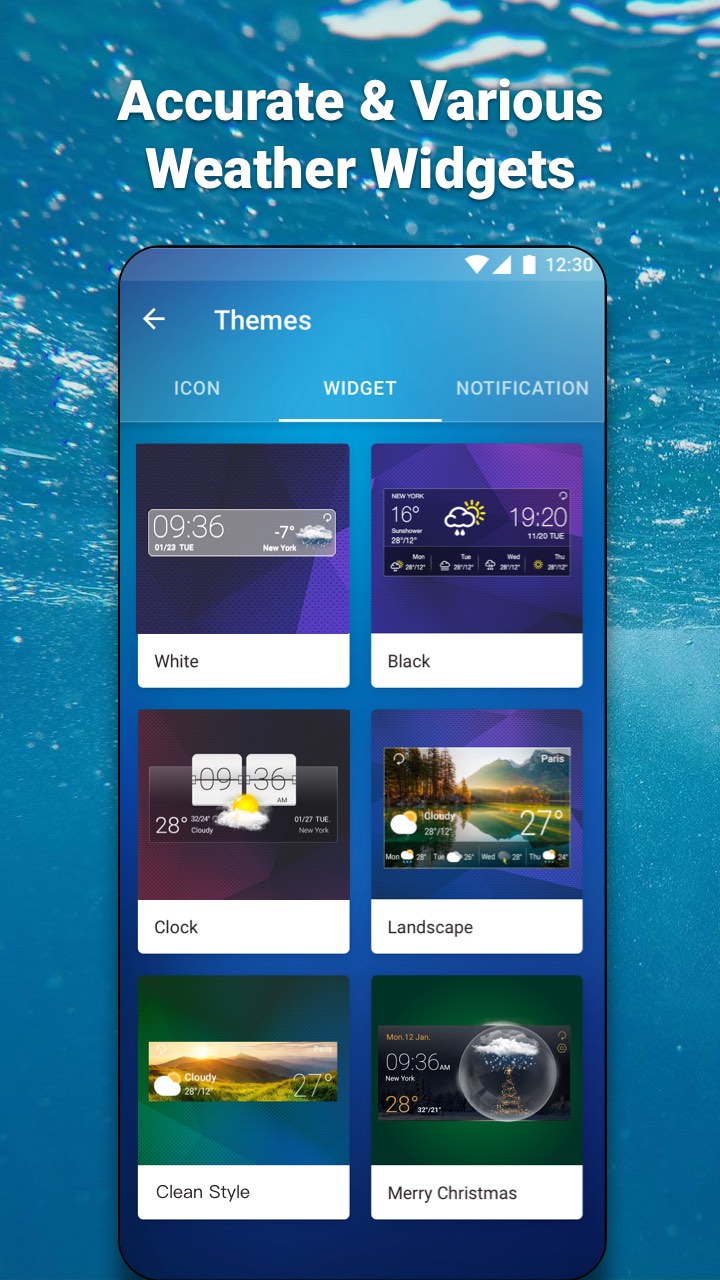 Accurate & Various
Weather Widgets
12:30
Themes
ICON
WIDGET
NOTIFICATION
09:36
-7°
01/23 TUE
New York
White
NEW YORK
16°
19:20
Sunshower
28°/12°
11/20 TUE
Mon
28°/12°
Tue
28°/12°
Wed
28°/12°
Thu
28°/12°
Black
09 36
AM
28°
32/24°
Cloudy
01/27 TUE.
New York
Clock
Paris
Cloudy
28°/12°
27°
Mon 28° Tue 26° Wed 28° Thu 24°
Landscape
Paris
Cloudy
28°/12°
27°
Clean Style
Mon.12 Jan.
09:36AM
New York
28°
32°/21°
Merry Christmas